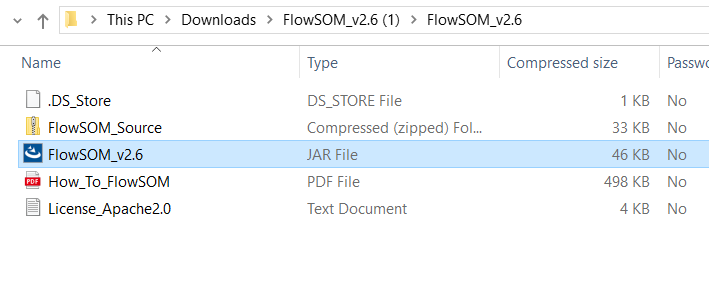 This PC > Downloads > FlowSOM_v2.6 (1) > FlowSOM_v2.6
Name Type Compressed size Passwo
.DS_Store DS_STORE File 1 KB No
FlowSOM_Source Compressed (zipped) Fol... 33 KB No
FlowSOM_v2.6 JAR File 46 KB No
How_To_FlowSOM PDF File 498 KB No
License_Apache2.0 Text Document 4 KB No